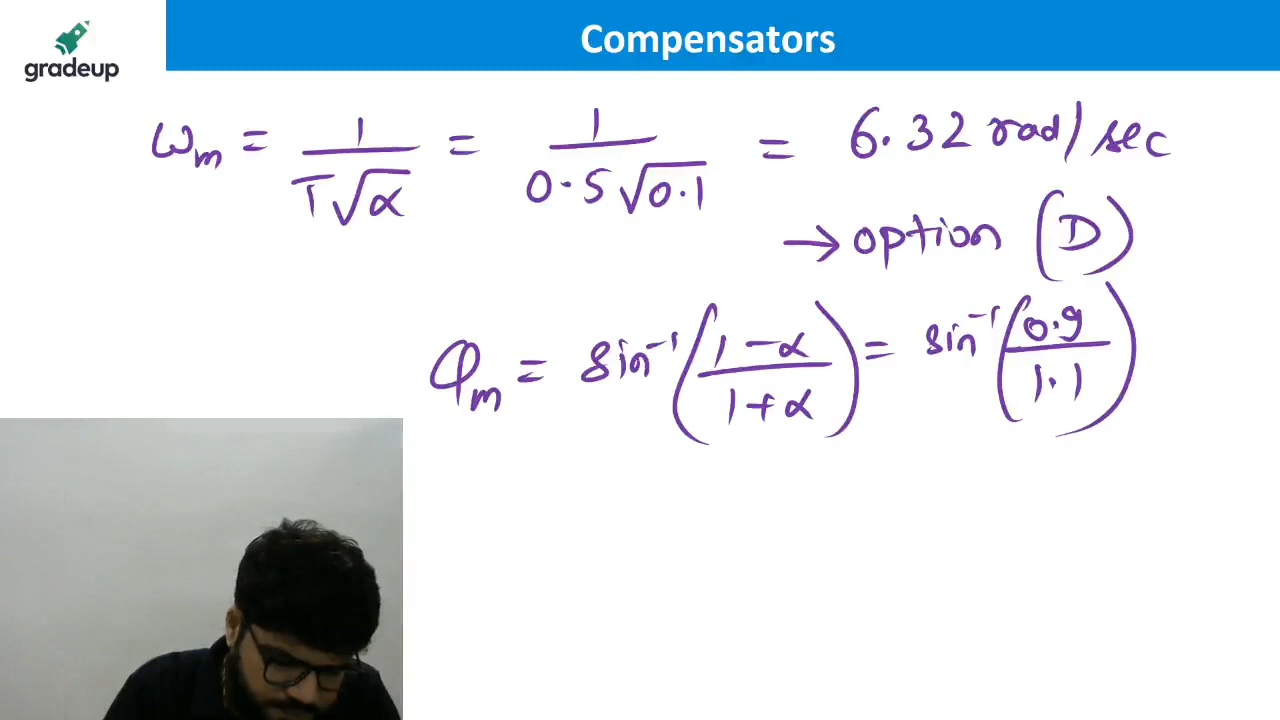 gradeup
Compensators
ωm = 1/(T√α) = 1/(0.5√0.1) = 6.32 rad/sec
→ option (D)
φm = sin⁻¹((1-α)/(1+α)) = sin⁻¹(0.9/1.1)